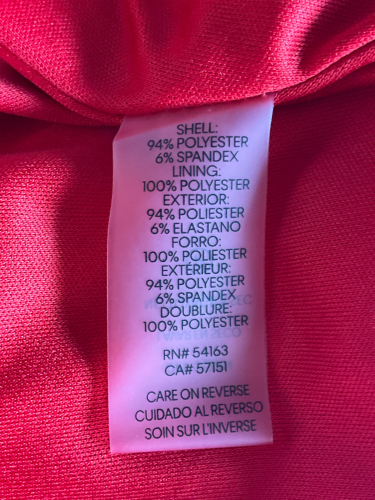 SHELL:
94% POLYESTER
6% SPANDEX
LINING:
100% POLYESTER
EXTERIOR:
94% POLIESTER
6% ELASTANO
FORRO:
100% POLIESTER
EXTÉRIEUR:
94% POLYESTER
6% SPANDEX
DOUBLURE:
100% POLYESTER
RN# 54163
CA# 57151
CARE ON REVERSE
CUIDADO AL REVERSO
SOIN SUR L'INVERSE